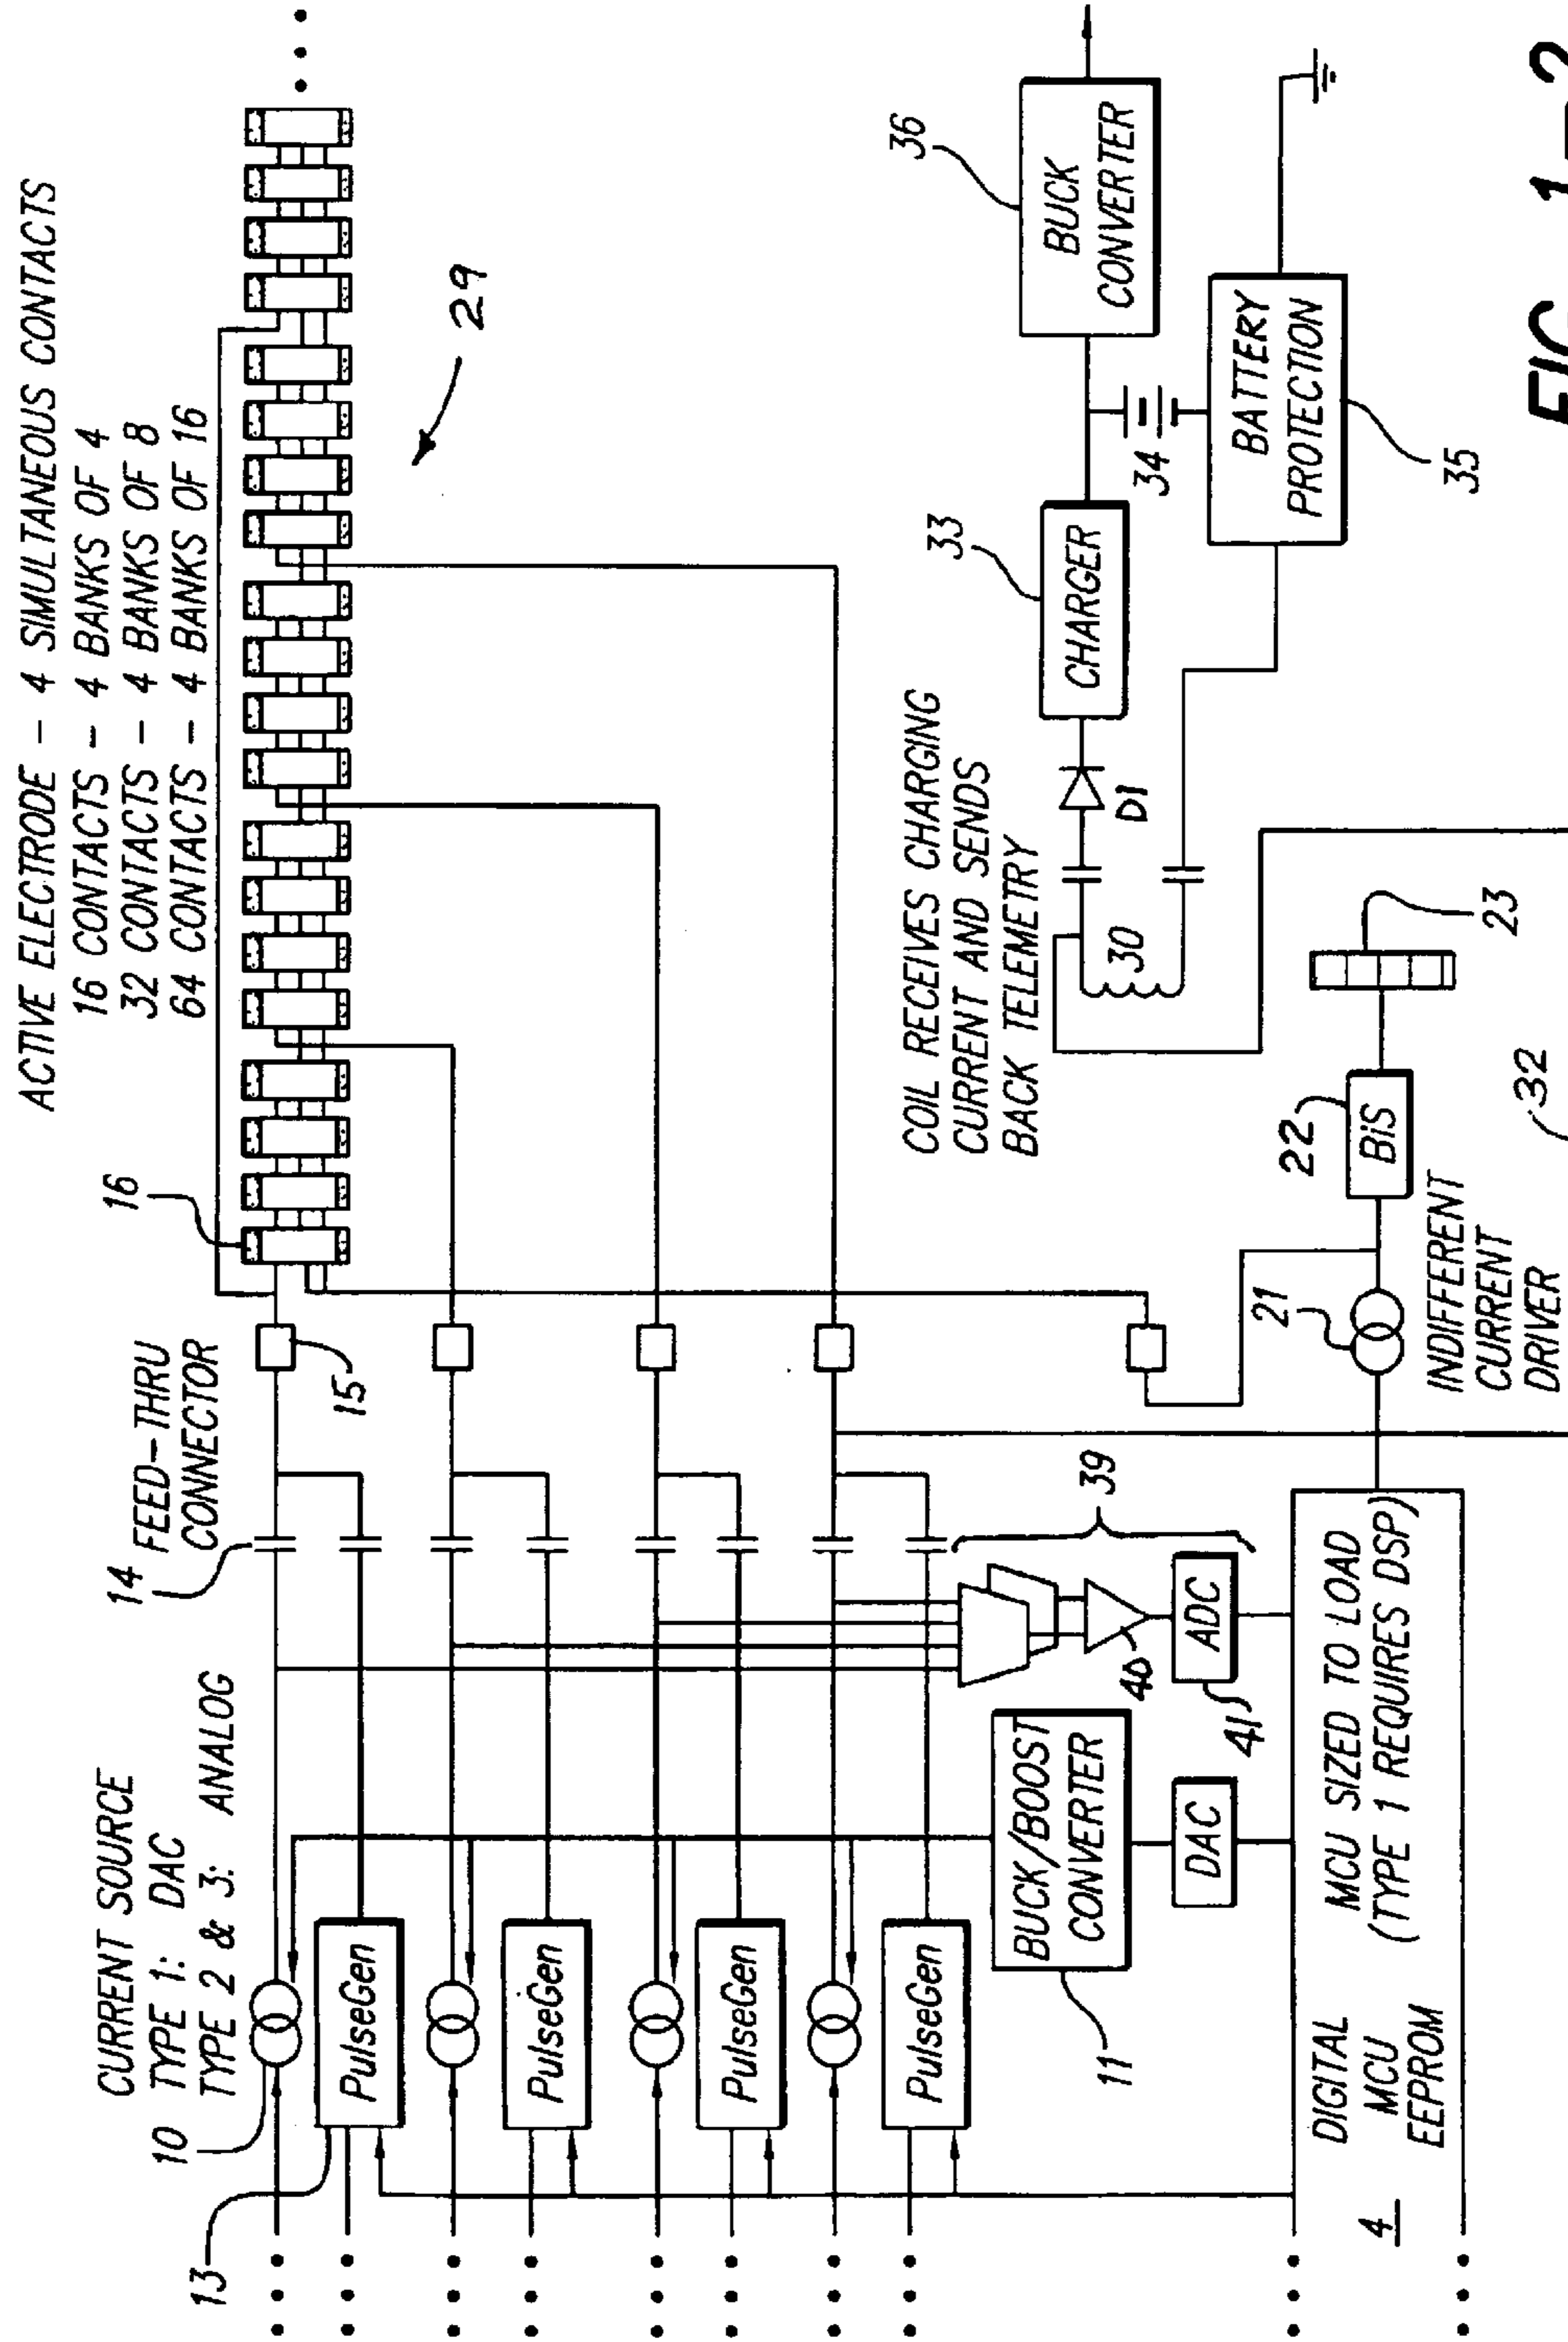 ACTIVE ELECTRODE – 4 SIMULTANEOUS CONTACTS
16 CONTACTS – 4 BANKS OF 4
32 CONTACTS – 4 BANKS OF 8
64 CONTACTS – 4 BANKS OF 16
29
16
14
FEED–THRU
CONNECTOR
15
CURRENT SOURCE
10
TYPE 1: DAC
TYPE 2 & 3: ANALOG
13
PulseGen
PulseGen
PulseGen
PulseGen
BUCK/BOOST
CONVERTER
11
DAC
39
40
ADC
41
DIGITAL
MCU
EEPROM
4
MCU SIZED TO LOAD
(TYPE 1 REQUIRES DSP)
COIL RECEIVES CHARGING
CURRENT AND SENDS
BACK TELEMETRY
30
D1
CHARGER
33
34
BUCK
CONVERTER
36
BATTERY
PROTECTION
35
21
INDIFFERENT
CURRENT
DRIVER
22
BiS
23
32
FIG. 1–2